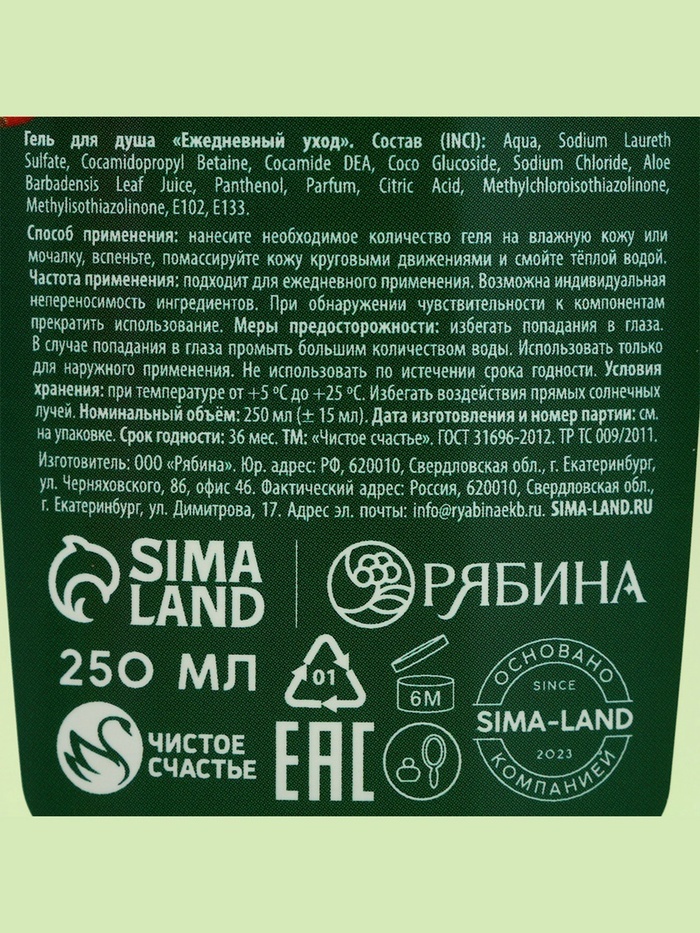 Гель для душа «Ежедневный уход». Состав (INCI): Aqua, Sodium Laureth
Sulfate, Cocamidopropyl Betaine, Cocamide DEA, Coco Glucoside, Sodium Chloride, Aloe
Barbadensis Leaf Juice, Panthenol, Parfum, Citric Acid, Methylchloroisothiazolinone,
Methylisothiazolinone, E102, E133.
Способ применения: нанесите необходимое количество геля на влажную кожу или
мочалку, вспеньте, помассируйте кожу круговыми движениями и смойте тёплой водой.
Частота применения: подходит для ежедневного применения. Возможна индивидуальная
непереносимость ингредиентов. При обнаружении чувствительности к компонентам
прекратить использование. Меры предосторожности: избегать попадания в глаза.
В случае попадания в глаза промыть большим количеством воды. Использовать только
для наружного применения. Не использовать по истечении срока годности. Условия
хранения: при температуре от +5 °С до +25 °С. Избегать воздействия прямых солнечных
лучей. Номинальный объём: 250 мл (± 15 мл). Дата изготовления и номер партии: см.
на упаковке. Срок годности: 36 мес. ТМ: «Чистое счастье». ГОСТ 31696-2012. ТР ТС 009/2011.
Изготовитель: ООО «Рябина». Юр. адрес: РФ, 620010, Свердловская обл., г. Екатеринбург,
ул. Черняховского, 86, офис 46. Фактический адрес: Россия, 620010, Свердловская обл.,
г. Екатеринбург, ул. Димитрова, 17. Адрес эл. почты: info@ryabinaekb.ru. SIMA-LAND.RU
SIMA
LAND
РЯБИНА
250 МЛ
01
6М
ЧИСТОЕ
СЧАСТЬЕ
EAC
ОСНОВАНО
SINCE
SIMA-LAND
2023
КОМПАНИЕЙ